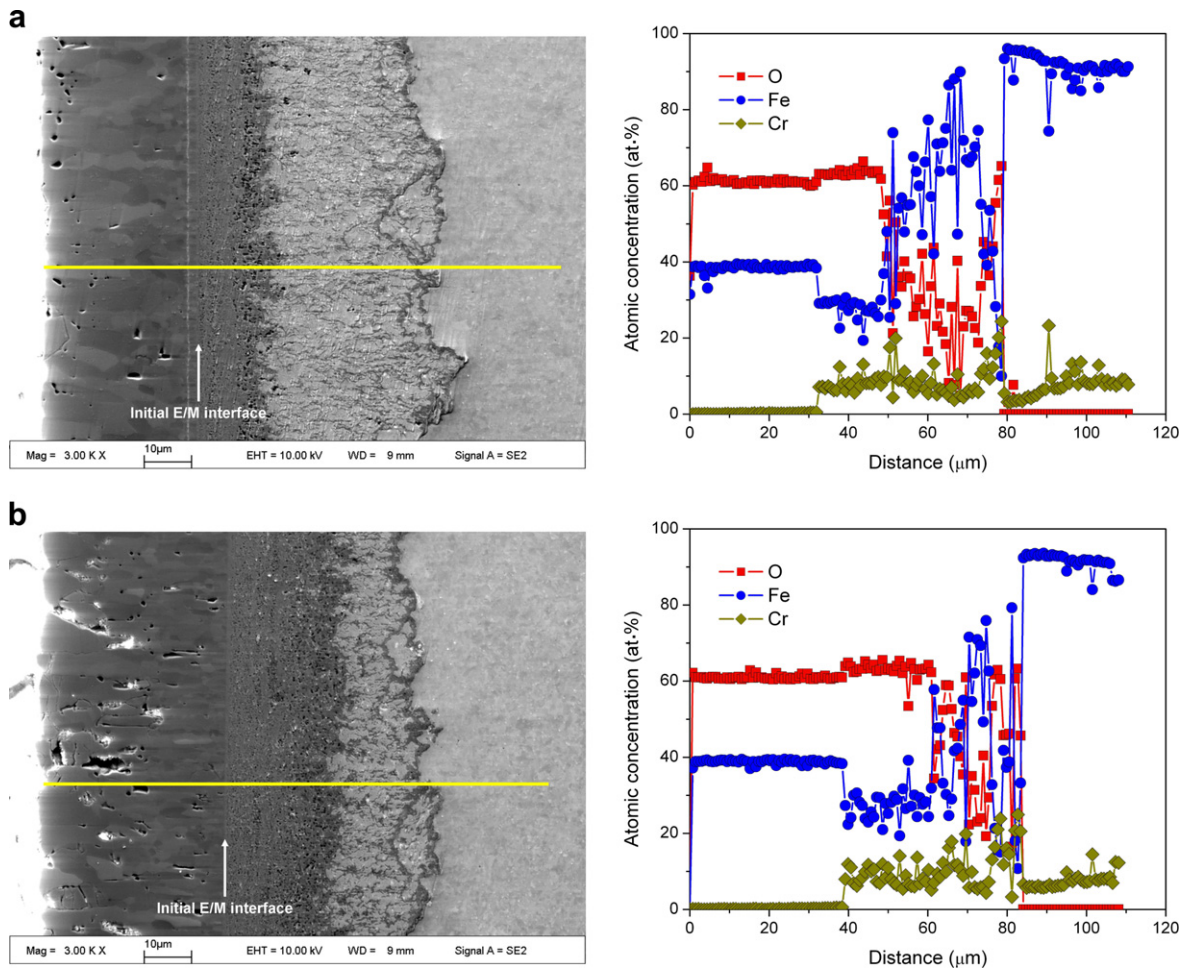 a
Initial E/M interface
Mag = 3.00 K X 10µm EHT = 10.00 kV WD = 9 mm Signal A = SE2
100
80
60
40
20
0
O
Fe
Cr
Atomic concentration (at·%)
0 20 40 60 80 100 120
Distance (µm)
b
Initial E/M interface
Mag = 3.00 K X 10µm EHT = 10.00 kV WD = 9 mm Signal A = SE2
100
80
60
40
20
0
O
Fe
Cr
Atomic concentration (at·%)
0 20 40 60 80 100 120
Distance (µm)